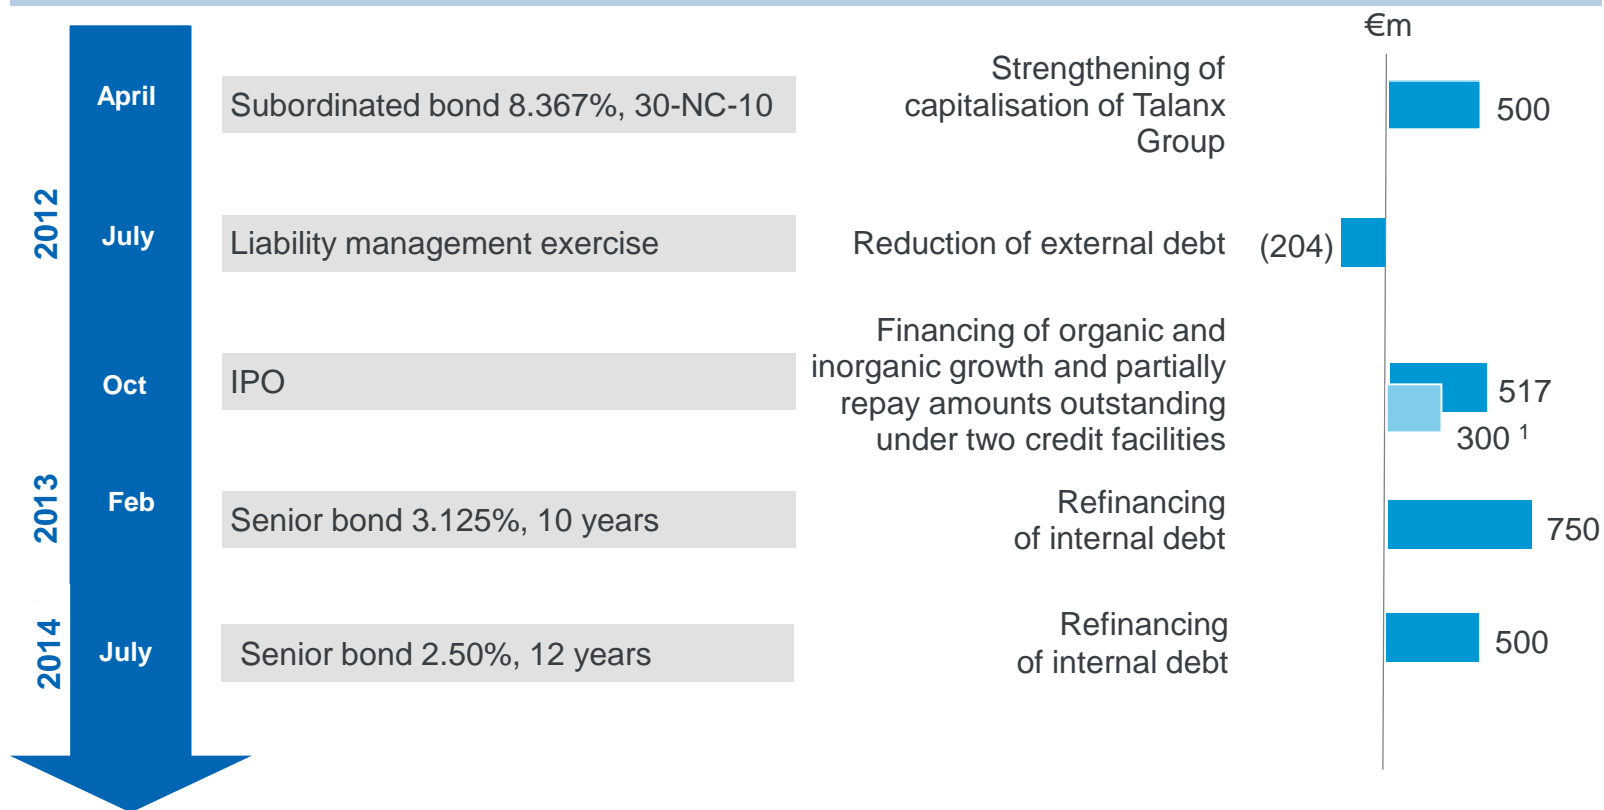 €m
2012
April
Subordinated bond 8.367%, 30-NC-10
Strengthening of
capitalisation of Talanx
Group
500
July
Liability management exercise
Reduction of external debt
(204)
Oct
IPO
Financing of organic and
inorganic growth and partially
repay amounts outstanding
under two credit facilities
517
300 1
2013
Feb
Senior bond 3.125%, 10 years
Refinancing
of internal debt
750
2014
July
Senior bond 2.50%, 12 years
Refinancing
of internal debt
500